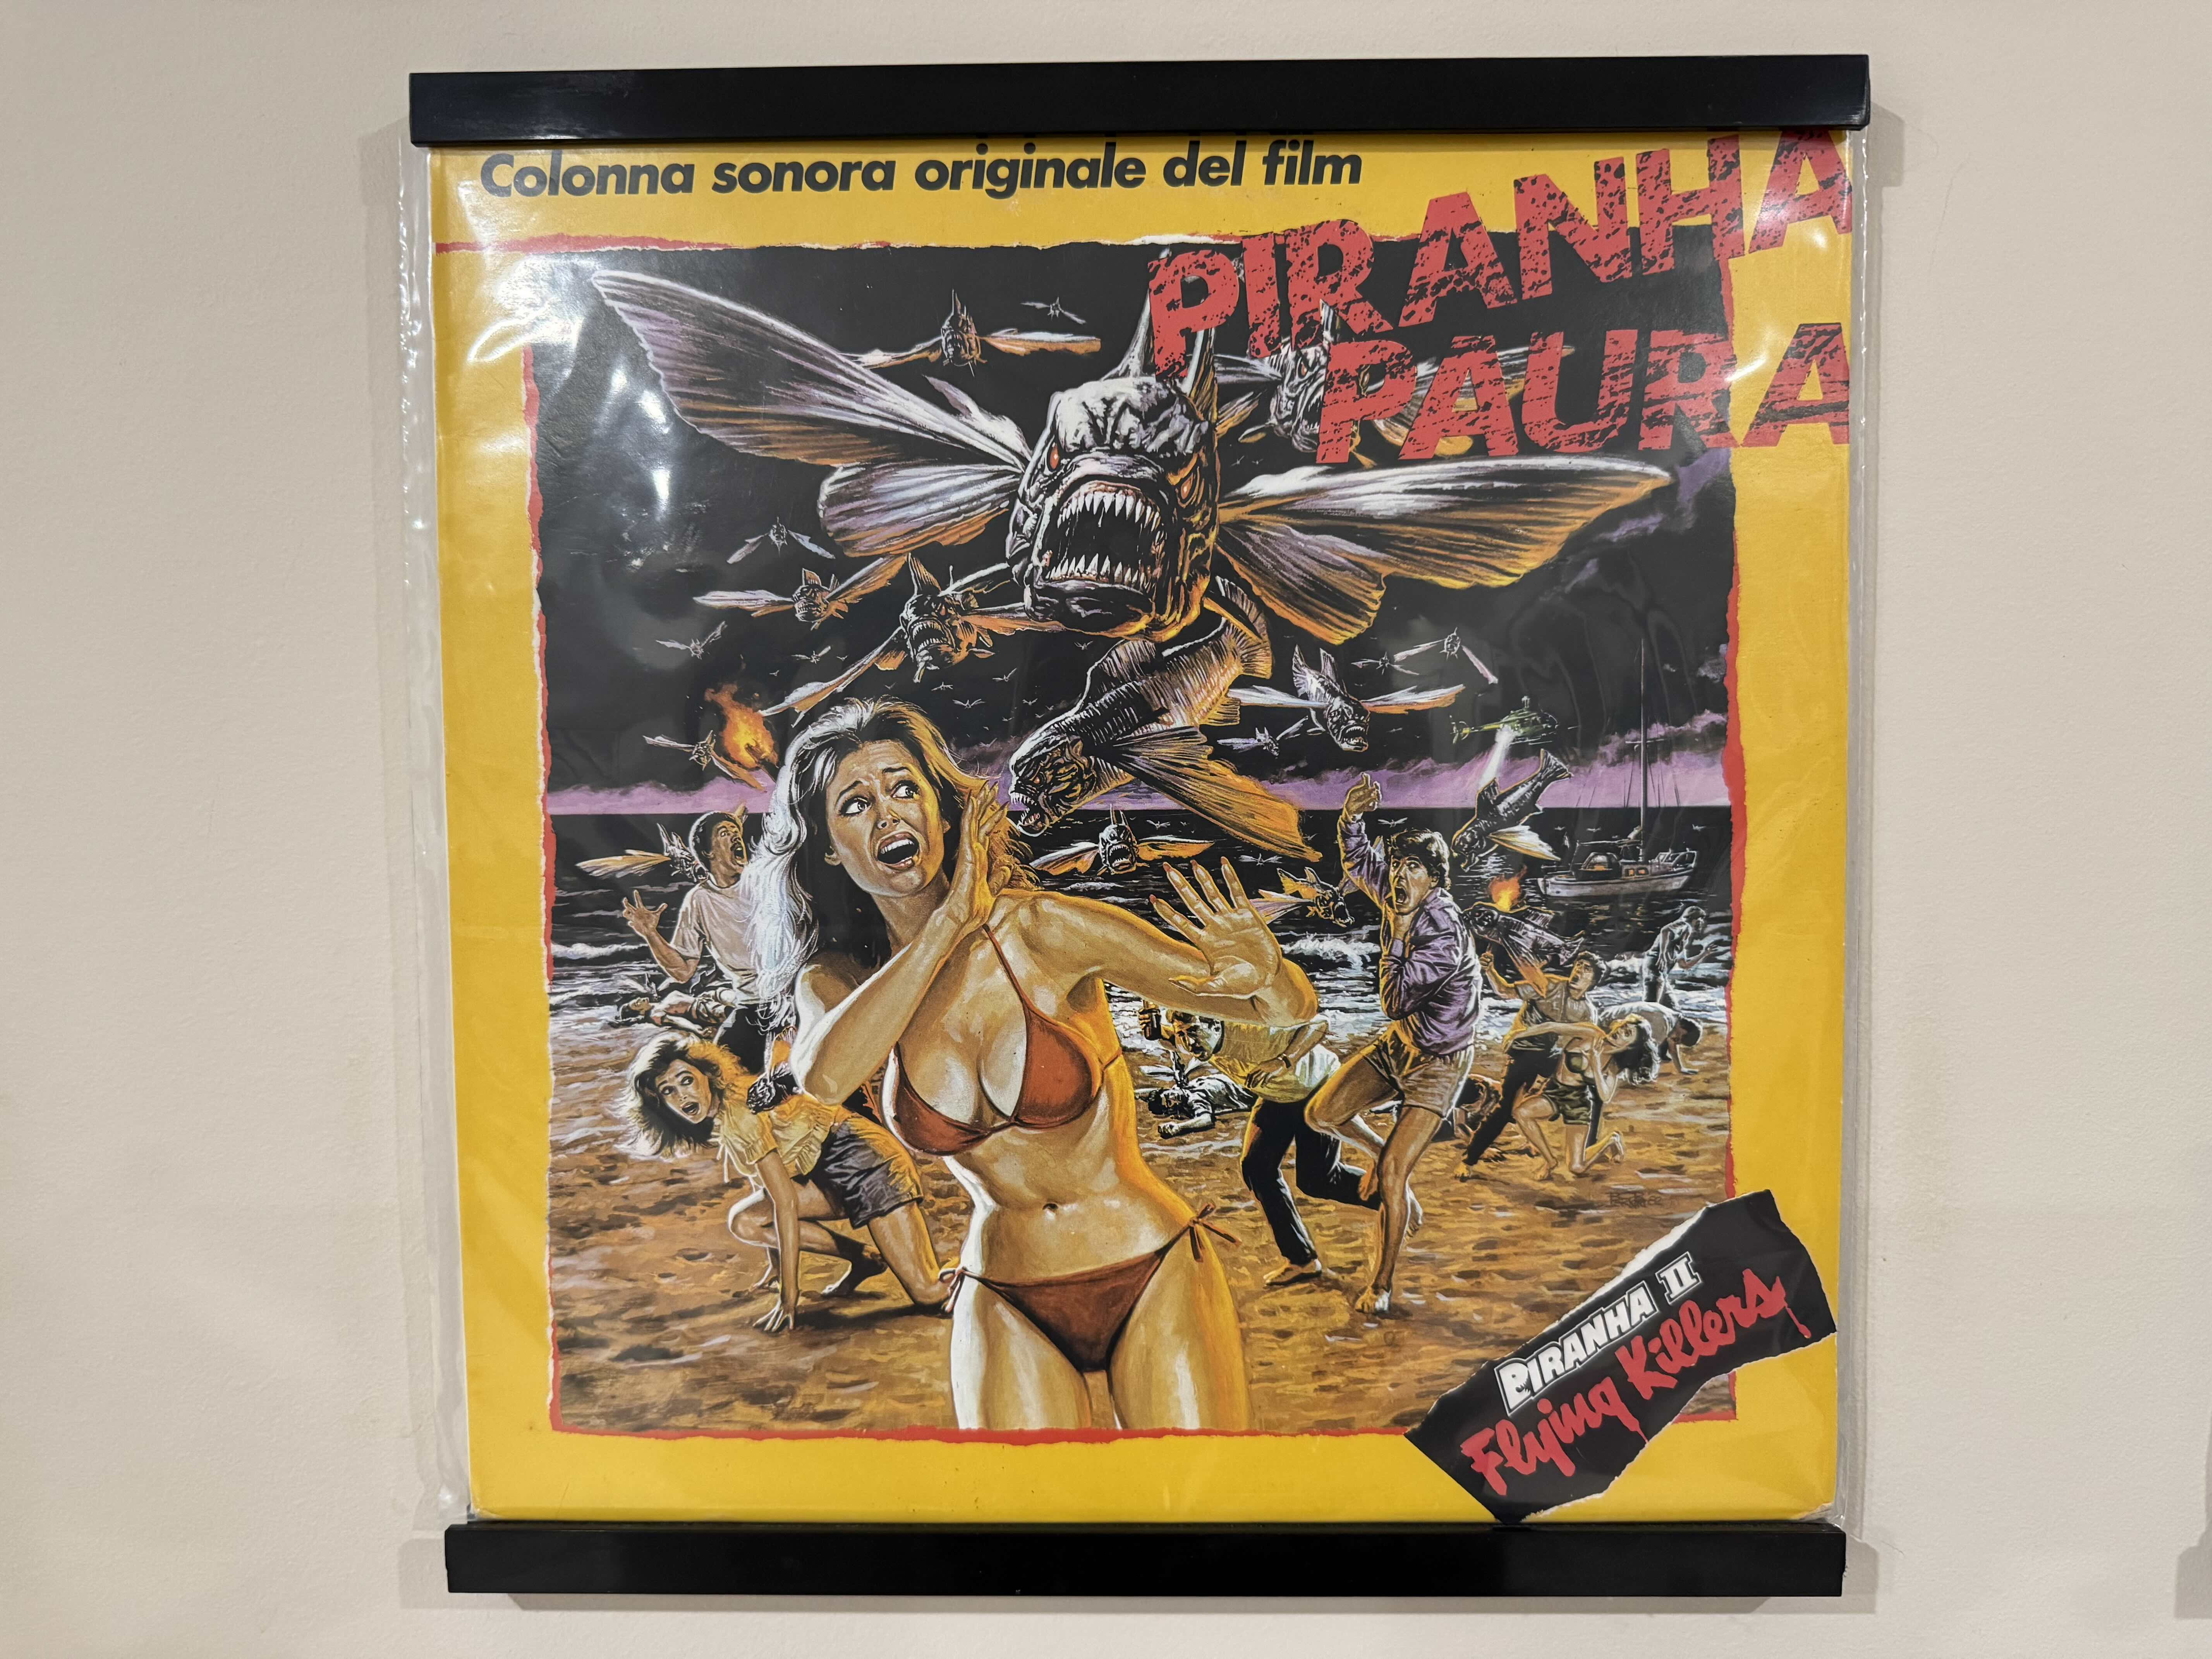 Colonna sonora originale del film
PIRANHA
PAURA
PIRANHA II
Flying Killers